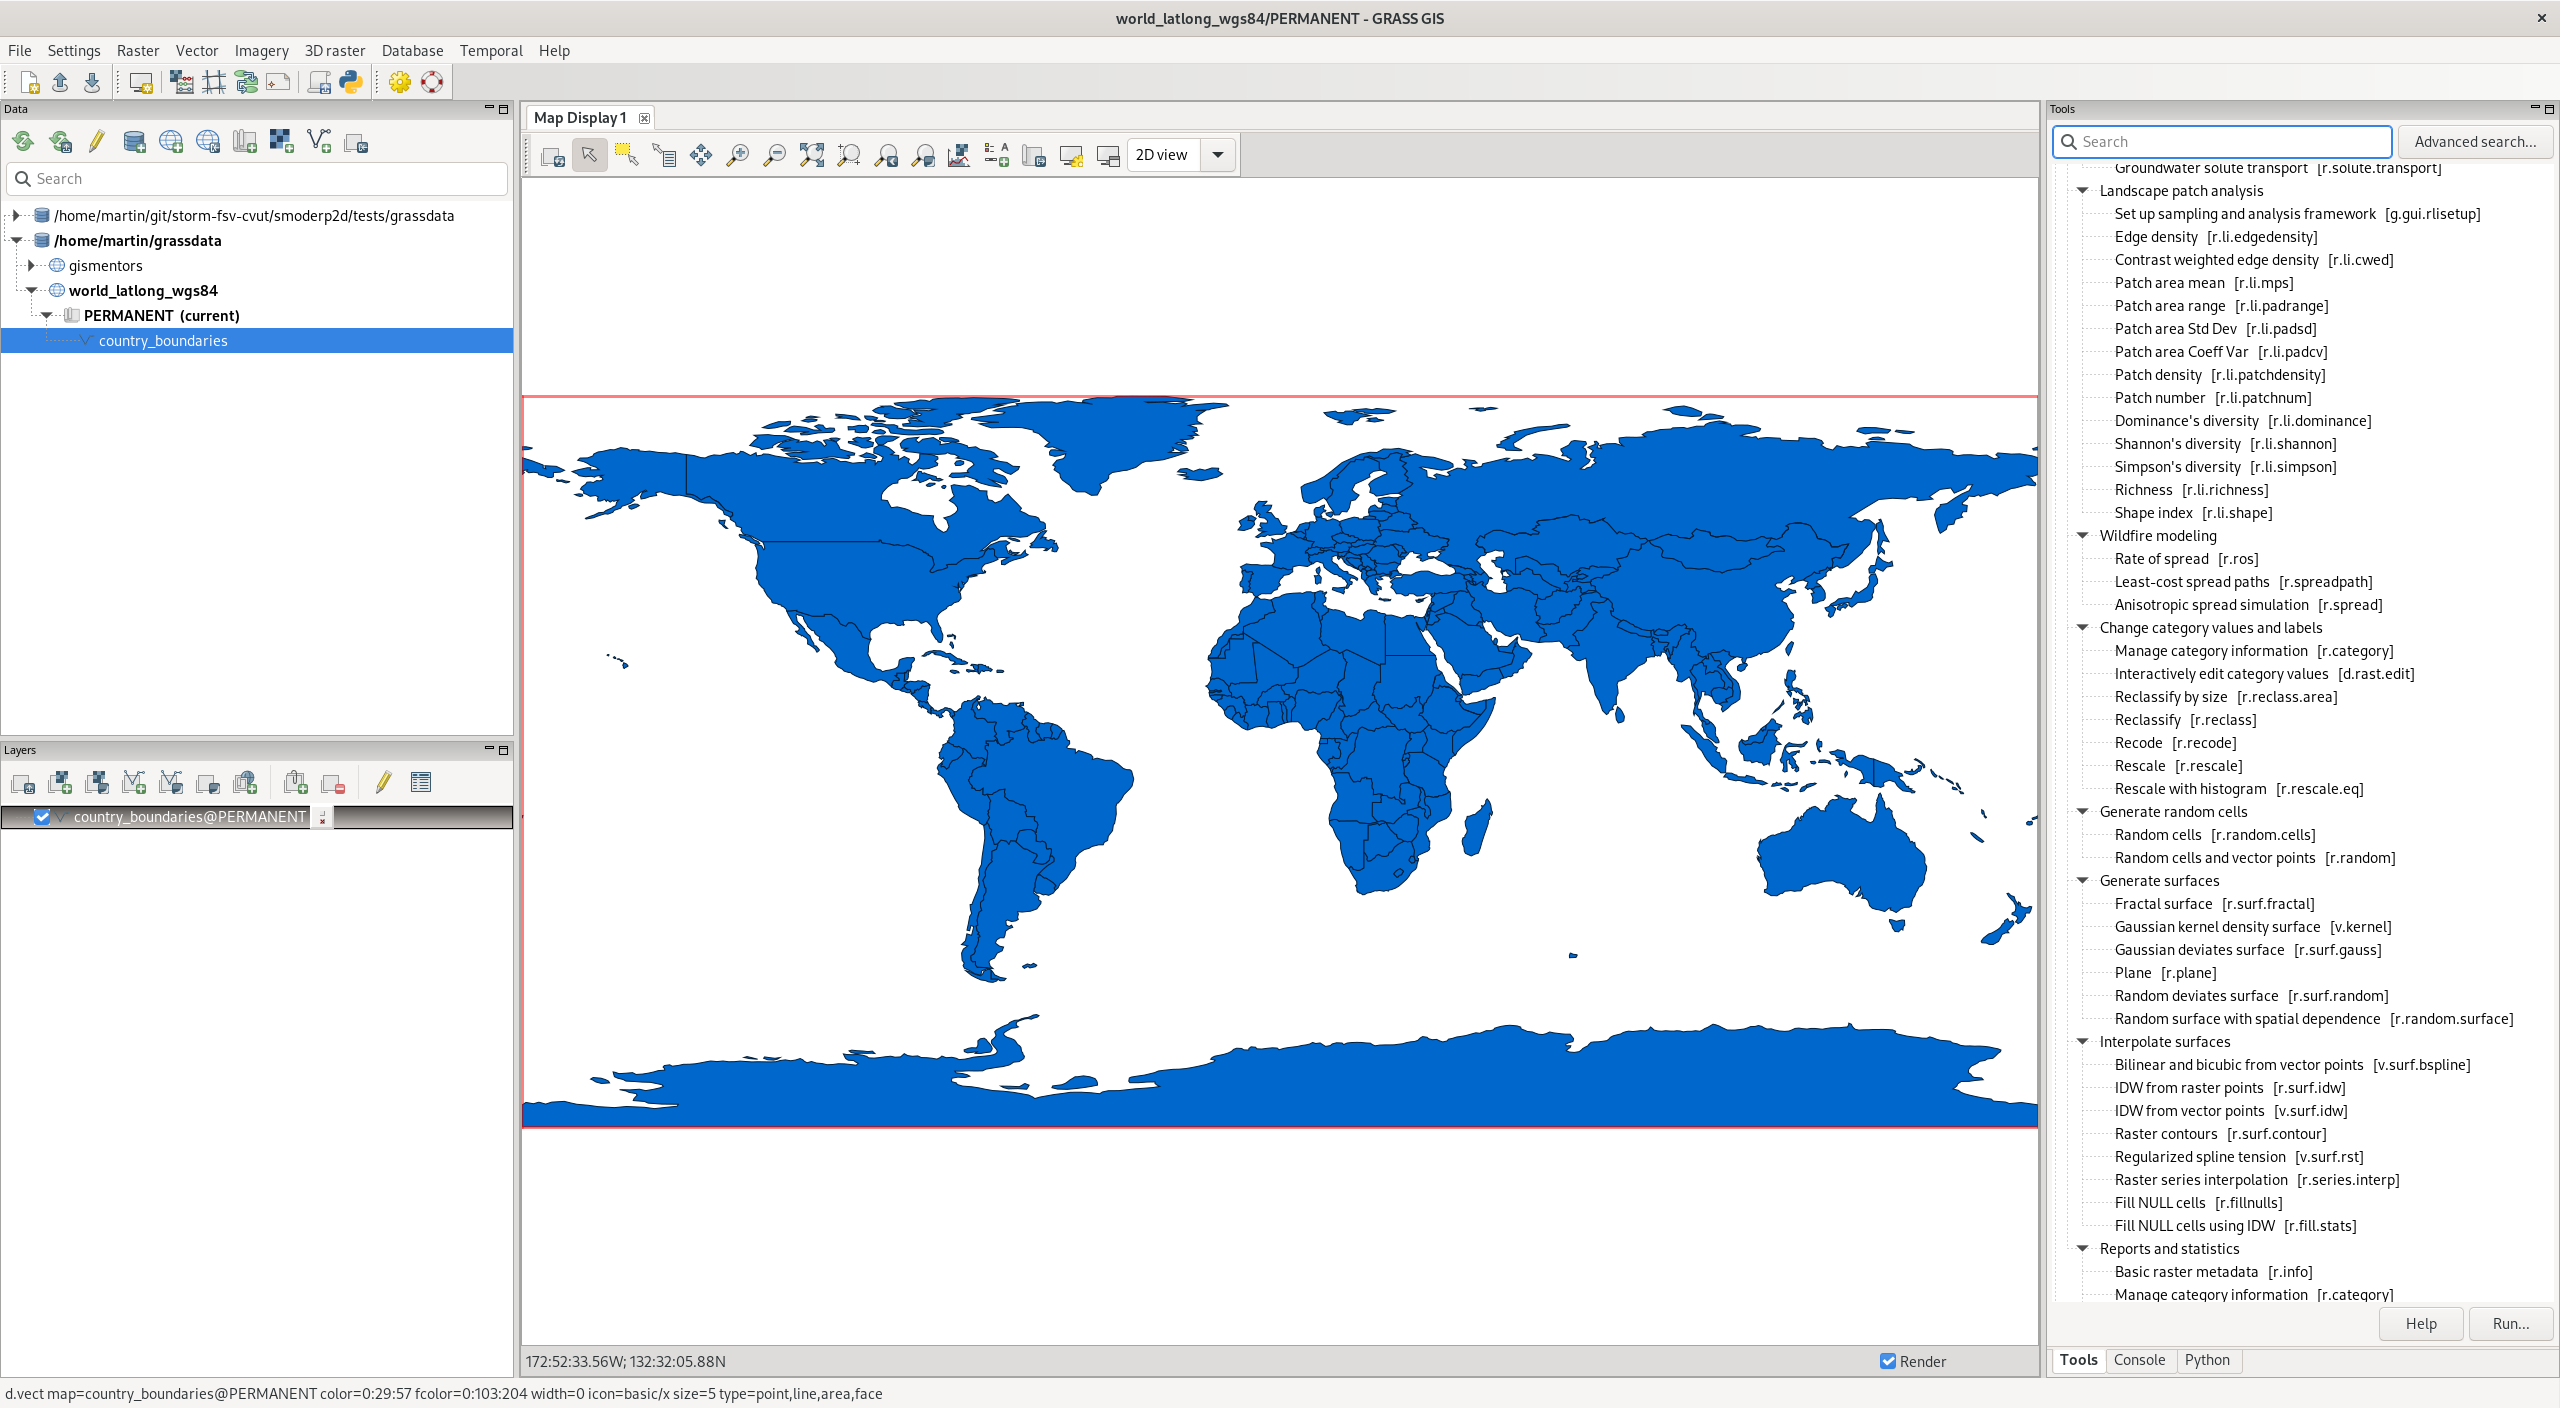 world_latlong_wgs84/PERMANENT - GRASS GIS
File Settings Raster Vector Imagery 3D raster Database Temporal Help
Data
Search
/home/martin/git/storm-fsv-cvut/smoderp2d/tests/grassdata
/home/martin/grassdata
gismentors
world_latlong_wgs84
PERMANENT (current)
country_boundaries
Layers
country_boundaries@PERMANENT
Map Display 1
2D view
172:52:33.56W; 132:32:05.88N
Render
Tools
Search
Advanced search...
Groundwater solute transport [r.solute.transport]
Landscape patch analysis
Set up sampling and analysis framework [g.gui.rlisetup]
Edge density [r.li.edgedensity]
Contrast weighted edge density [r.li.cwed]
Patch area mean [r.li.mps]
Patch area range [r.li.padrange]
Patch area Std Dev [r.li.padsd]
Patch area Coeff Var [r.li.padcv]
Patch density [r.li.patchdensity]
Patch number [r.li.patchnum]
Dominance's diversity [r.li.dominance]
Shannon's diversity [r.li.shannon]
Simpson's diversity [r.li.simpson]
Richness [r.li.richness]
Shape index [r.li.shape]
Wildfire modeling
Rate of spread [r.ros]
Least-cost spread paths [r.spreadpath]
Anisotropic spread simulation [r.spread]
Change category values and labels
Manage category information [r.category]
Interactively edit category values [d.rast.edit]
Reclassify by size [r.reclass.area]
Reclassify [r.reclass]
Recode [r.recode]
Rescale [r.rescale]
Rescale with histogram [r.rescale.eq]
Generate random cells
Random cells [r.random.cells]
Random cells and vector points [r.random]
Generate surfaces
Fractal surface [r.surf.fractal]
Gaussian kernel density surface [v.kernel]
Gaussian deviates surface [r.surf.gauss]
Plane [r.plane]
Random deviates surface [r.surf.random]
Random surface with spatial dependence [r.random.surface]
Interpolate surfaces
Bilinear and bicubic from vector points [v.surf.bspline]
IDW from raster points [r.surf.idw]
IDW from vector points [v.surf.idw]
Raster contours [r.surf.contour]
Regularized spline tension [v.surf.rst]
Raster series interpolation [r.series.interp]
Fill NULL cells [r.fillnulls]
Fill NULL cells using IDW [r.fill.stats]
Reports and statistics
Basic raster metadata [r.info]
Manage category information [r.category]
Help Run...
Tools Console Python
d.vect map=country_boundaries@PERMANENT color=0:29:57 fcolor=0:103:204 width=0 icon=basic/x size=5 type=point,line,area,face